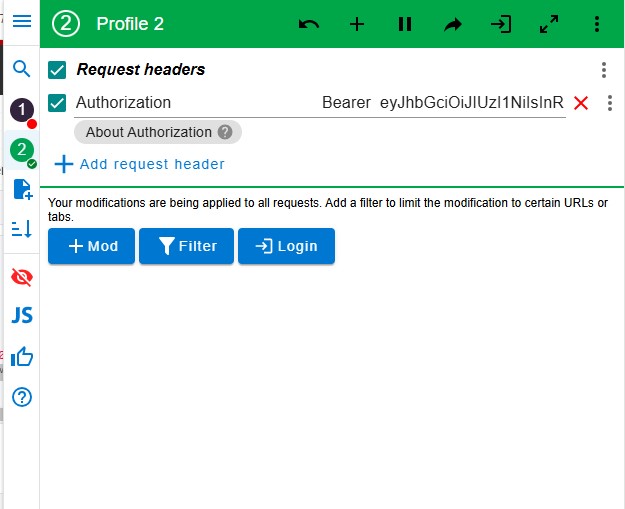 2 Profile 2
Request headers
1
Authorization Bearer eyJhbGciOiJIUzI1NiIsInR
2
About Authorization ?
+ Add request header
Your modifications are being applied to all requests. Add a filter to limit the modification to certain URLs or
tabs.
+ Mod Filter Login
JS
?